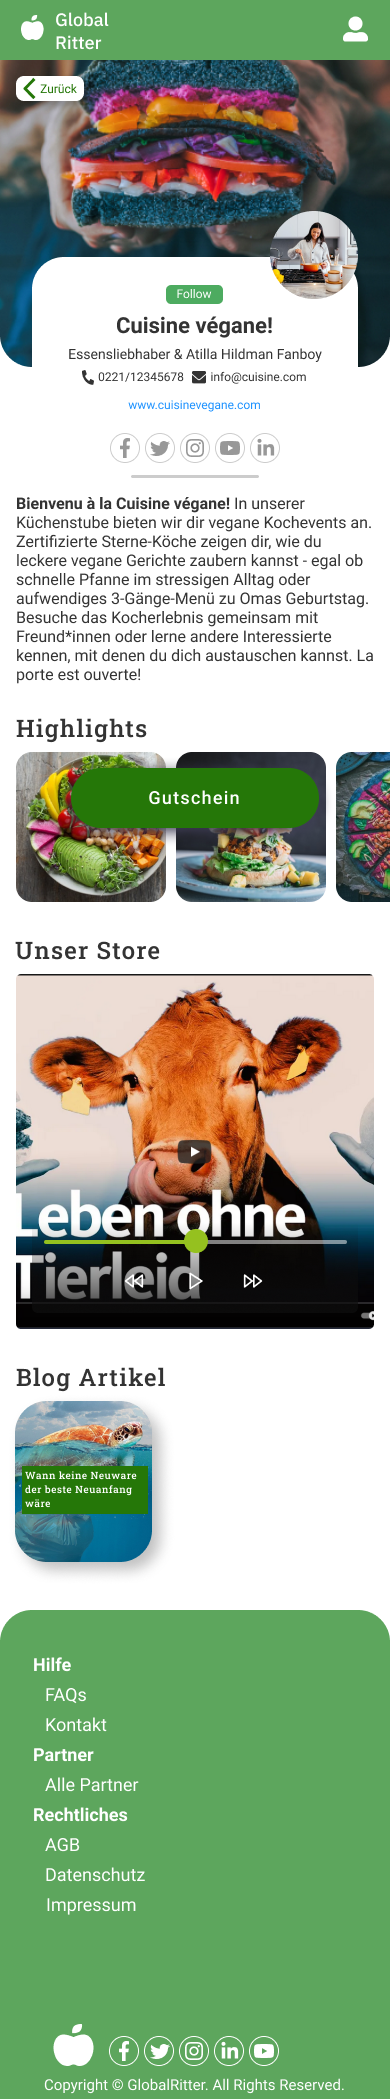 Global
Ritter
Zurück
Follow
Cuisine végane!
Essensliebhaber & Atilla Hildman Fanboy
0221/12345678 info@cuisine.com
www.cuisinevegane.com
Bienvenu à la Cuisine végane! In unserer
Küchenstube bieten wir dir vegane Kochevents an.
Zertifizierte Sterne-Köche zeigen dir, wie du
leckere vegane Gerichte zaubern kannst - egal ob
schnelle Pfanne im stressigen Alltag oder
aufwendiges 3-Gänge-Menü zu Omas Geburtstag.
Besuche das Kocherlebnis gemeinsam mit
Freund*innen oder lerne andere Interessierte
kennen, mit denen du dich austauschen kannst. La
porte est ouverte!
Highlights
Gutschein
Unser Store
Leben ohne
Tierleid
Blog Artikel
Wann keine Neuware
der beste Neuanfang
wäre
Hilfe
FAQs
Kontakt
Partner
Alle Partner
Rechtliches
AGB
Datenschutz
Impressum
Copyright © GlobalRitter. All Rights Reserved.